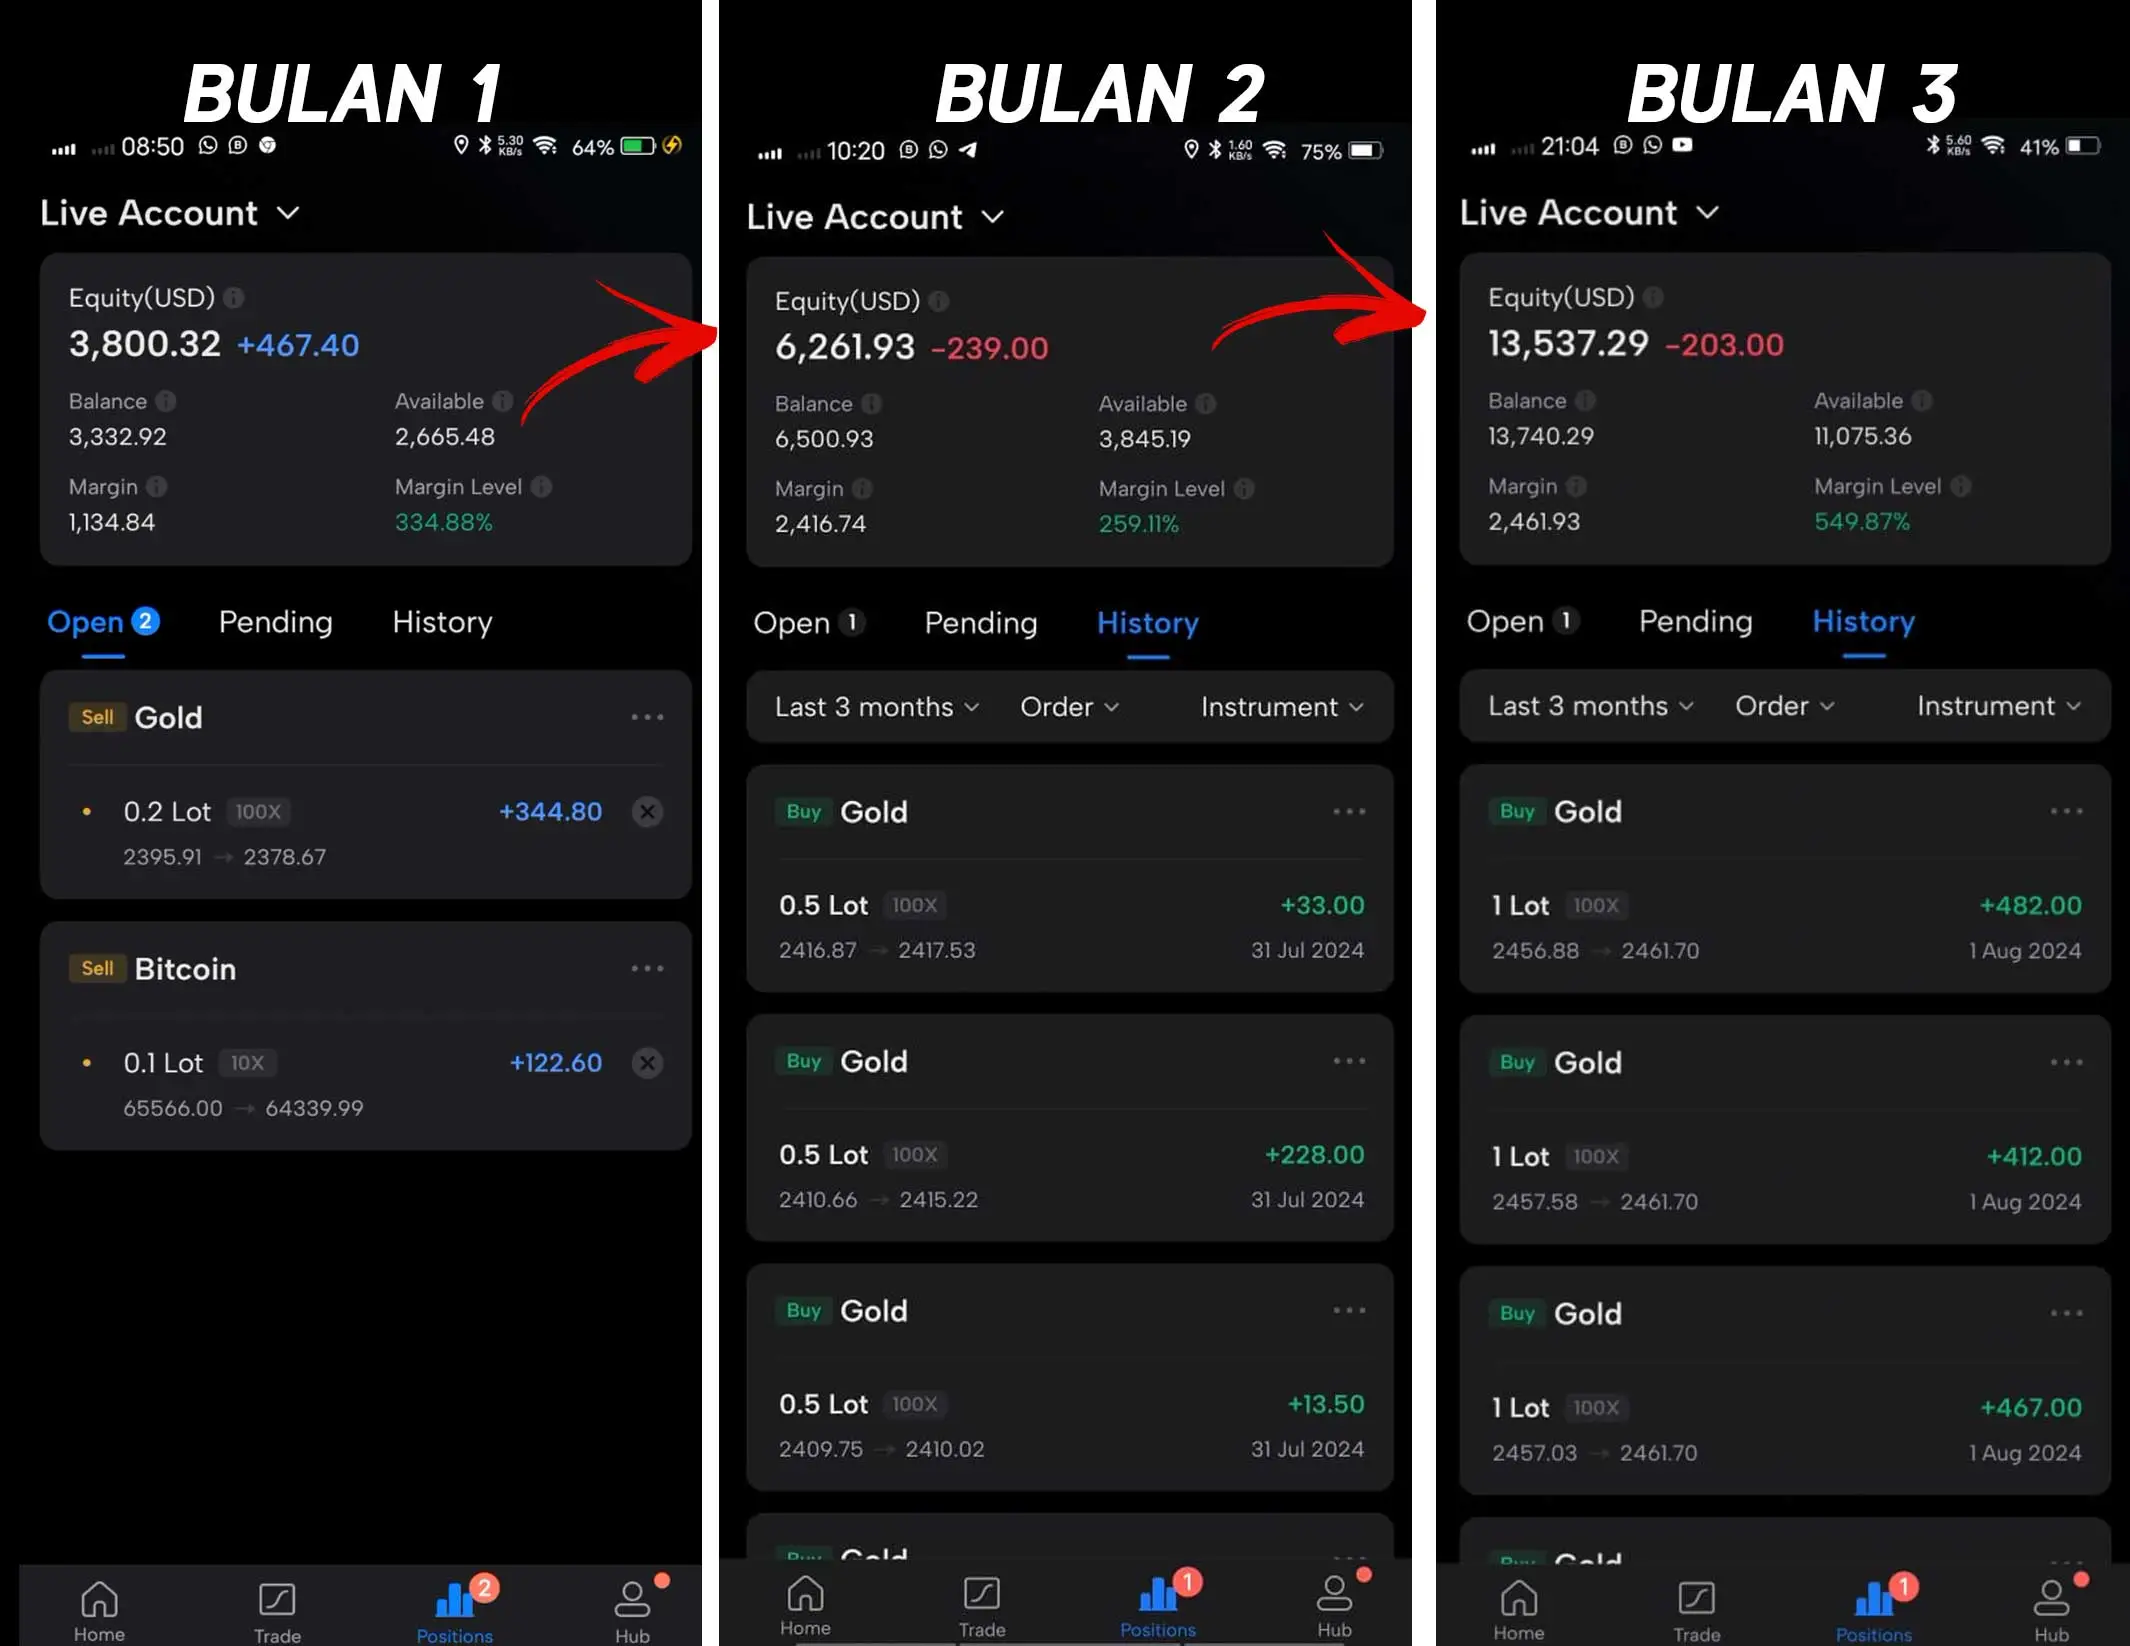 BULAN 1
08:50
5.30 KB/s
64%
Live Account
Equity(USD)
3,800.32 +467.40
Balance
Available
3,332.92
2,665.48
Margin
Margin Level
1,134.84
334.88%
Open 2
Pending
History
Sell Gold
0.2 Lot 100X +344.80
2395.91 → 2378.67
Sell Bitcoin
0.1 Lot 10X +122.60
65566.00 → 64339.99
Home
Trade
Positions 2
Hub
BULAN 2
10:20
1.60 KB/s
75%
Live Account
Equity(USD)
6,261.93 -239.00
Balance
Available
6,500.93
3,845.19
Margin
Margin Level
2,416.74
259.11%
Open 1
Pending
History
Last 3 months
Order
Instrument
Buy Gold
0.5 Lot 100X +33.00
2416.87 → 2417.53 31 Jul 2024
Buy Gold
0.5 Lot 100X +228.00
2410.66 → 2415.22 31 Jul 2024
Buy Gold
0.5 Lot 100X +13.50
2409.75 → 2410.02 31 Jul 2024
Buy Gold
Home
Trade
Positions 1
Hub
BULAN 3
21:04
5.60 KB/s
41%
Live Account
Equity(USD)
13,537.29 -203.00
Balance
Available
13,740.29
11,075.36
Margin
Margin Level
2,461.93
549.87%
Open 1
Pending
History
Last 3 months
Order
Instrument
Buy Gold
1 Lot 100X +482.00
2456.88 → 2461.70 1 Aug 2024
Buy Gold
1 Lot 100X +412.00
2457.58 → 2461.70 1 Aug 2024
Buy Gold
1 Lot 100X +467.00
2457.03 → 2461.70 1 Aug 2024
Buy Gold
Home
Trade
Positions 1
Hub